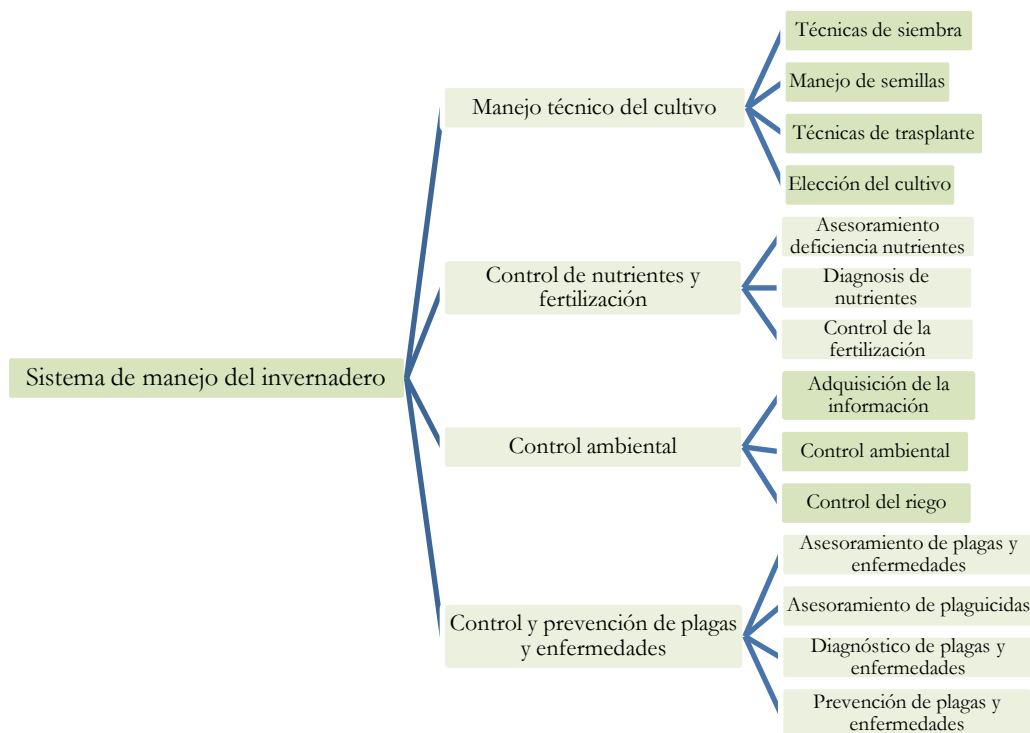 Sistema de manejo del invernadero
Manejo técnico del cultivo
Técnicas de siembra
Manejo de semillas
Técnicas de trasplante
Elección del cultivo
Control de nutrientes y
fertilización
Asesoramiento
deficiencia nutrientes
Diagnosis de
nutrientes
Control de la
fertilización
Control ambiental
Adquisición de la
información
Control ambiental
Control del riego
Control y prevención de plagas
y enfermedades
Asesoramiento de plagas y
enfermedades
Asesoramiento de plaguicidas
Diagnóstico de plagas y
enfermedades
Prevención de plagas y
enfermedades